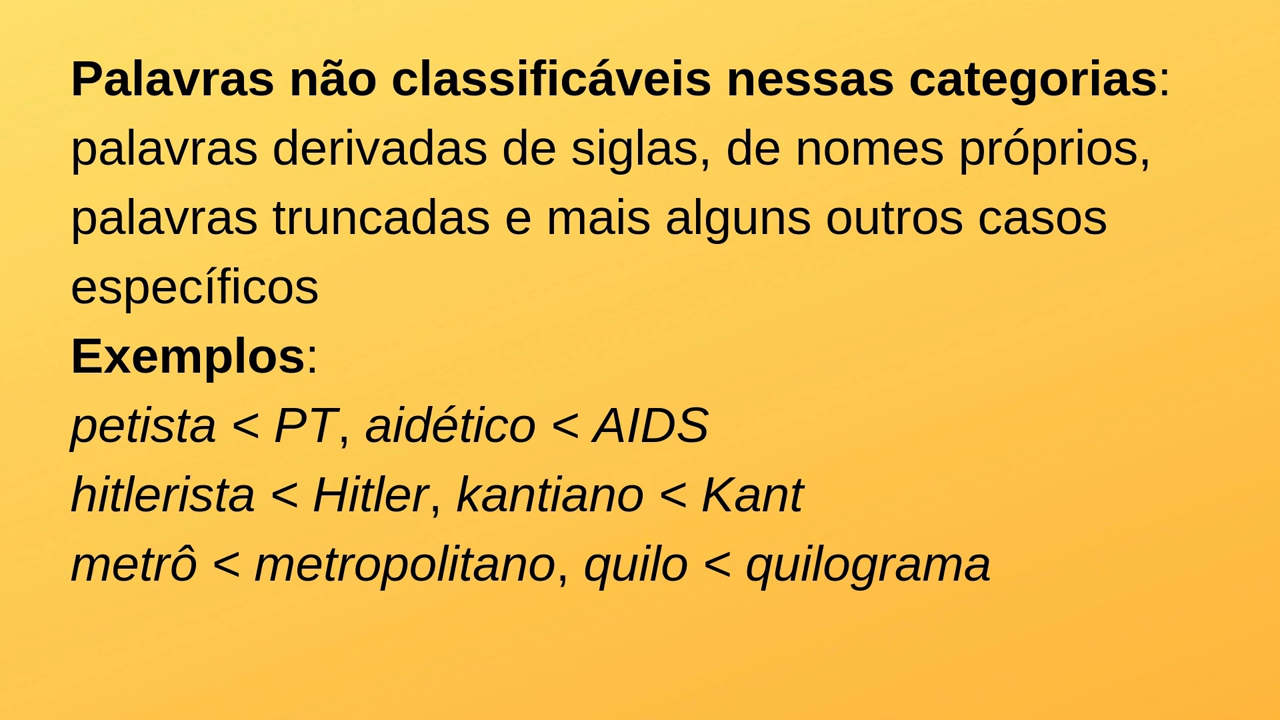 Palavras não classificáveis nessas categorias:
palavras derivadas de siglas, de nomes próprios,
palavras truncadas e mais alguns outros casos
específicos
Exemplos:
petista < PT, aidético < AIDS
hitlerista < Hitler, kantiano < Kant
metrô < metropolitano, quilo < quilograma